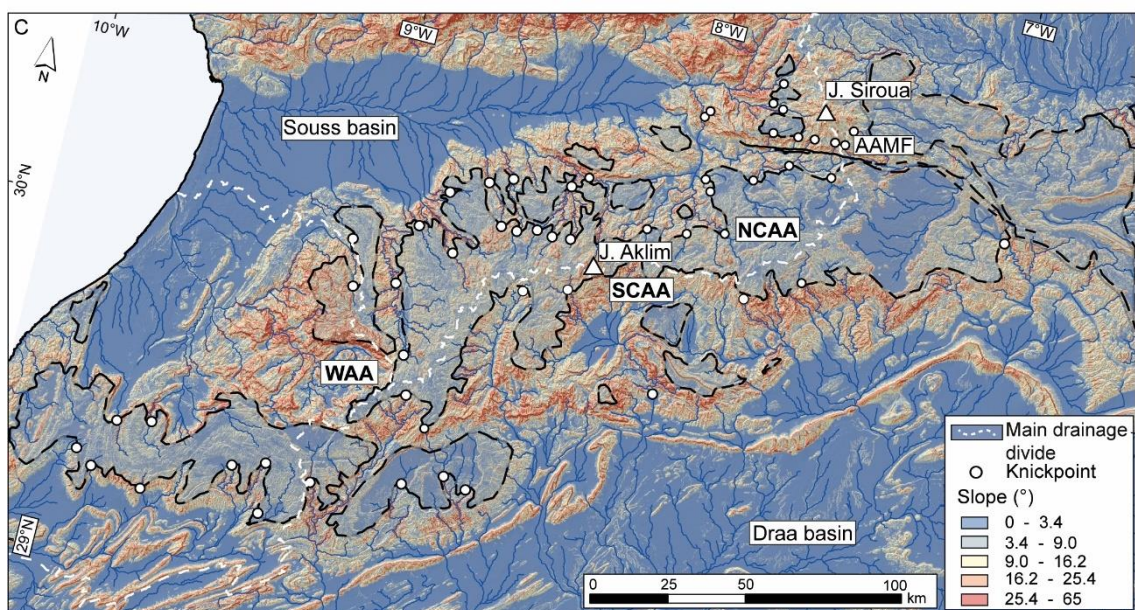 C
10°W
9°W
8°W
7°W
N
J. Siroua
Souss basin
AAMF
30°N
NCAA
J. Aklim
SCAA
WAA
Main drainage
divide
Knickpoint
Slope (°)
0 - 3.4
3.4 - 9.0
9.0 - 16.2
16.2 - 25.4
25.4 - 65
29°N
Draa basin
0 25 50 100
km